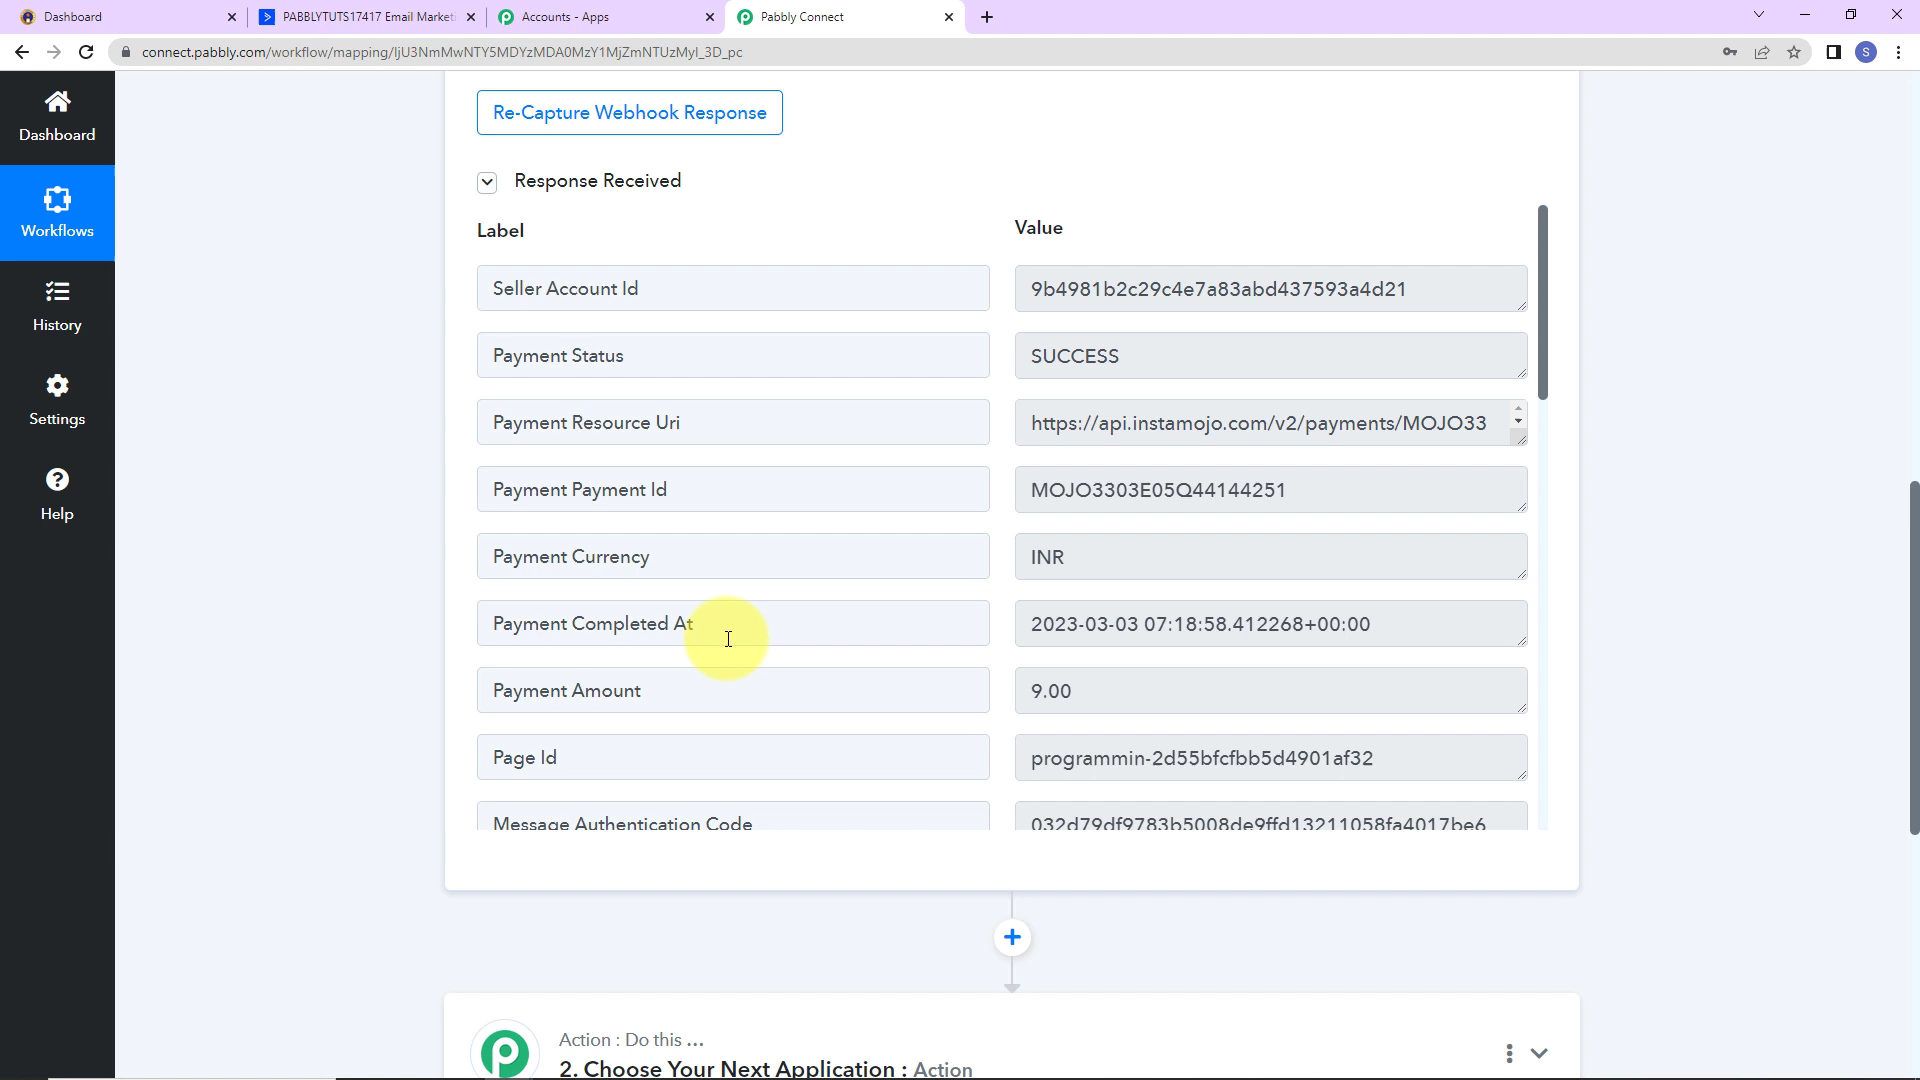 Dashboard
PABBLYTUTS17417 Email Marketi
Accounts - Apps
Pabbly Connect
connect.pabbly.com/workflow/mapping/IjU3NmMwNTY5MDYzMDA0MzY1MjZmNTUzMyI_3D_pc
S
Dashboard
Workflows
History
Settings
Help
Re-Capture Webhook Response
Response Received
Label Value
Seller Account Id 9b4981b2c29c4e7a83abd437593a4d21
Payment Status SUCCESS
Payment Resource Uri https://api.instamojo.com/v2/payments/MOJO33
Payment Payment Id MOJO3303E05Q44144251
Payment Currency INR
Payment Completed At 2023-03-03 07:18:58.412268+00:00
Payment Amount 9.00
Page Id programmin-2d55bfcfbb5d4901af32
Message Authentication Code 032d79df9783b5008de9ffd13211058fa4017be6
Action : Do this ...
2. Choose Your Next Application : Action